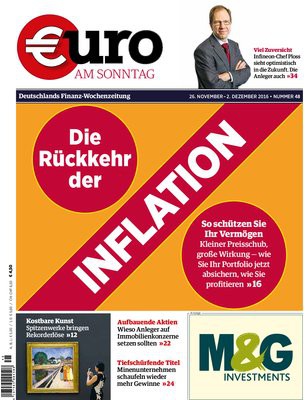 €uro
AM SONNTAG
Viel Zuversicht
Infineon-Chef Ploss
sieht optimistisch
in die Zukunft. Die
Anleger auch »34
Deutschlands Finanz-Wochenzeitung
26. NOVEMBER – 2. DEZEMBER 2016 • NUMMER 48
Die
Rückkehr
der
INFLATION
So schützen Sie
Ihr Vermögen
Kleiner Preisschub,
große Wirkung – wie
Sie Ihr Portfolio jetzt
absichern, wie Sie
profitieren »16
€ 4,50
Kostbare Kunst
Spitzenwerke bringen
Rekorderlöse »12
Aufbauende Aktien
Wieso Anleger auf
Immobilienkonzerne
setzen sollten »22
Tiefschürfende Titel
Minenunternehmen
schaufeln wieder
mehr Gewinne »24
M&G
INVESTMENTS